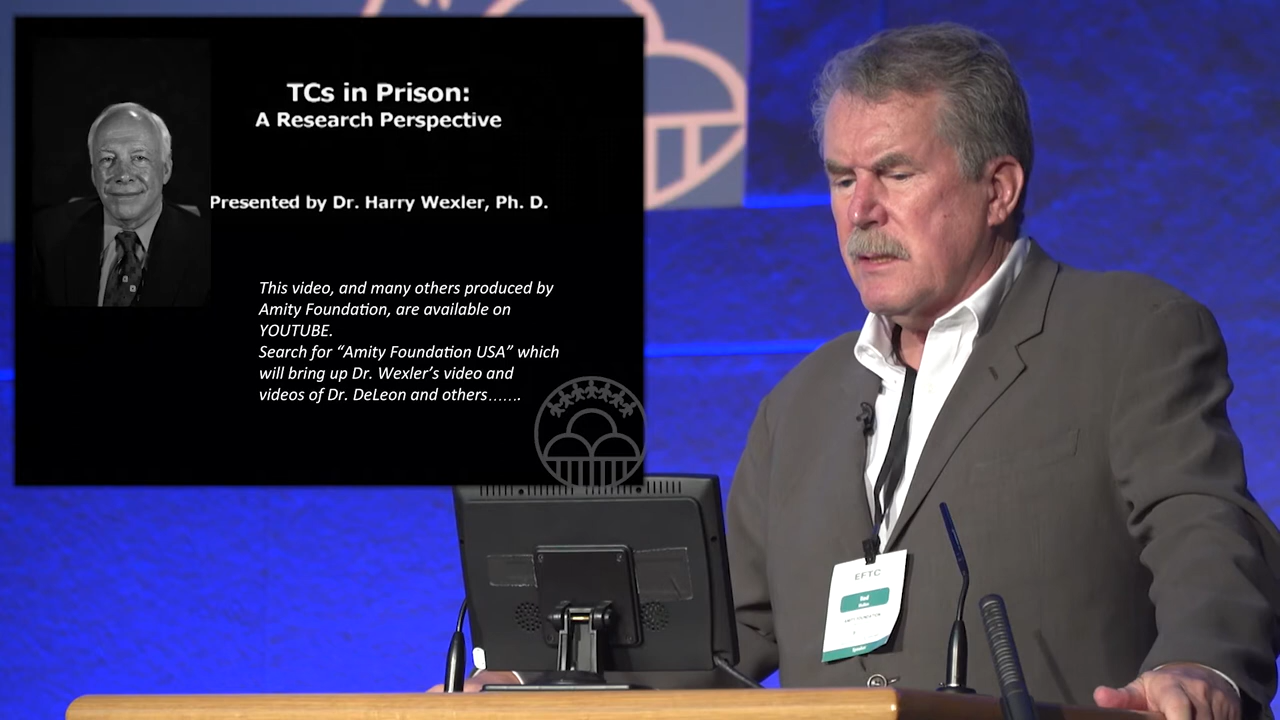 TCs in Prison:
A Research Perspective
Presented by Dr. Harry Wexler, Ph. D.
This video, and many others produced by
Amity Foundation, are available on
YOUTUBE.
Search for “Amity Foundation USA” which
will bring up Dr. Wexler’s video and
videos of Dr. DeLeon and others…….
EFTC
Speaker